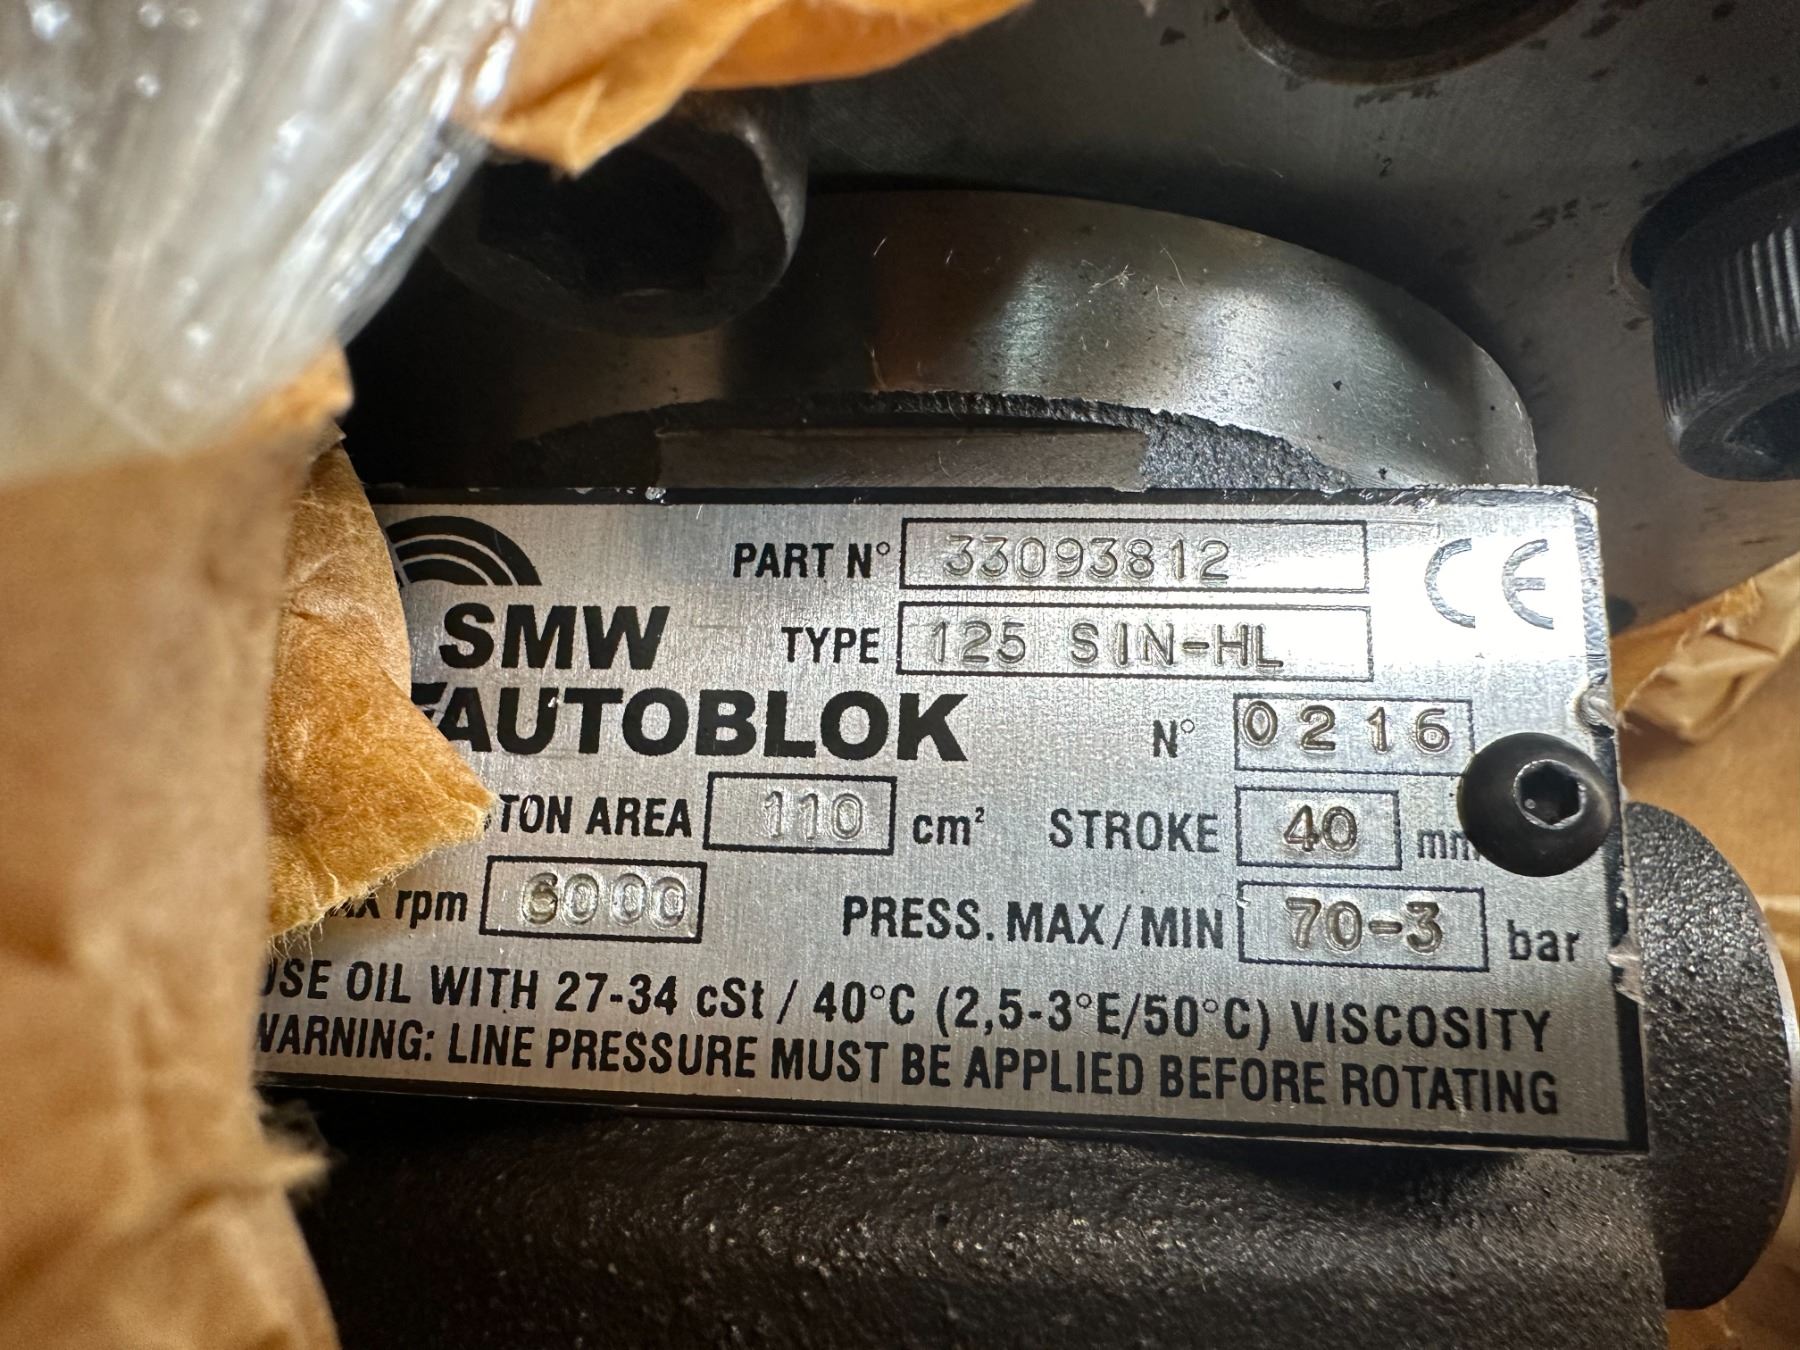 PART N° 33093812
CE
SMW
TYPE 125 SIN-HL
AUTOBLOK
N° 0216
TON AREA 110 cm² STROKE 40 mm
rpm 6000 PRESS. MAX/MIN 70-3 bar
USE OIL WITH 27-34 cSt / 40°C (2,5-3°E/50°C) VISCOSITY
WARNING: LINE PRESSURE MUST BE APPLIED BEFORE ROTATING